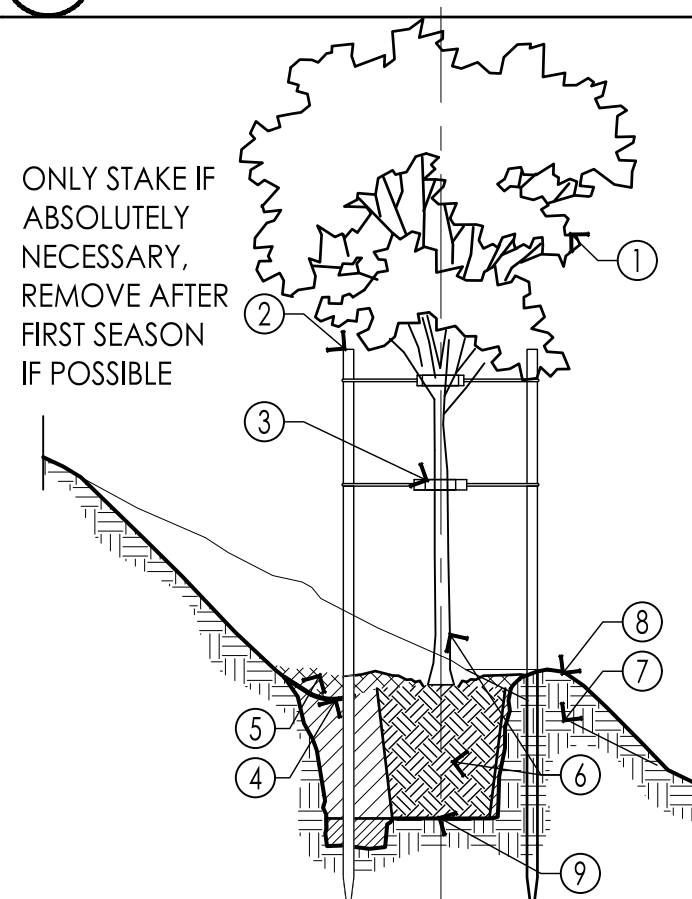 ONLY STAKE IF
ABSOLUTELY
NECESSARY,
REMOVE AFTER
FIRST SEASON
IF POSSIBLE
1
2
3
8
7
5
4
6
9